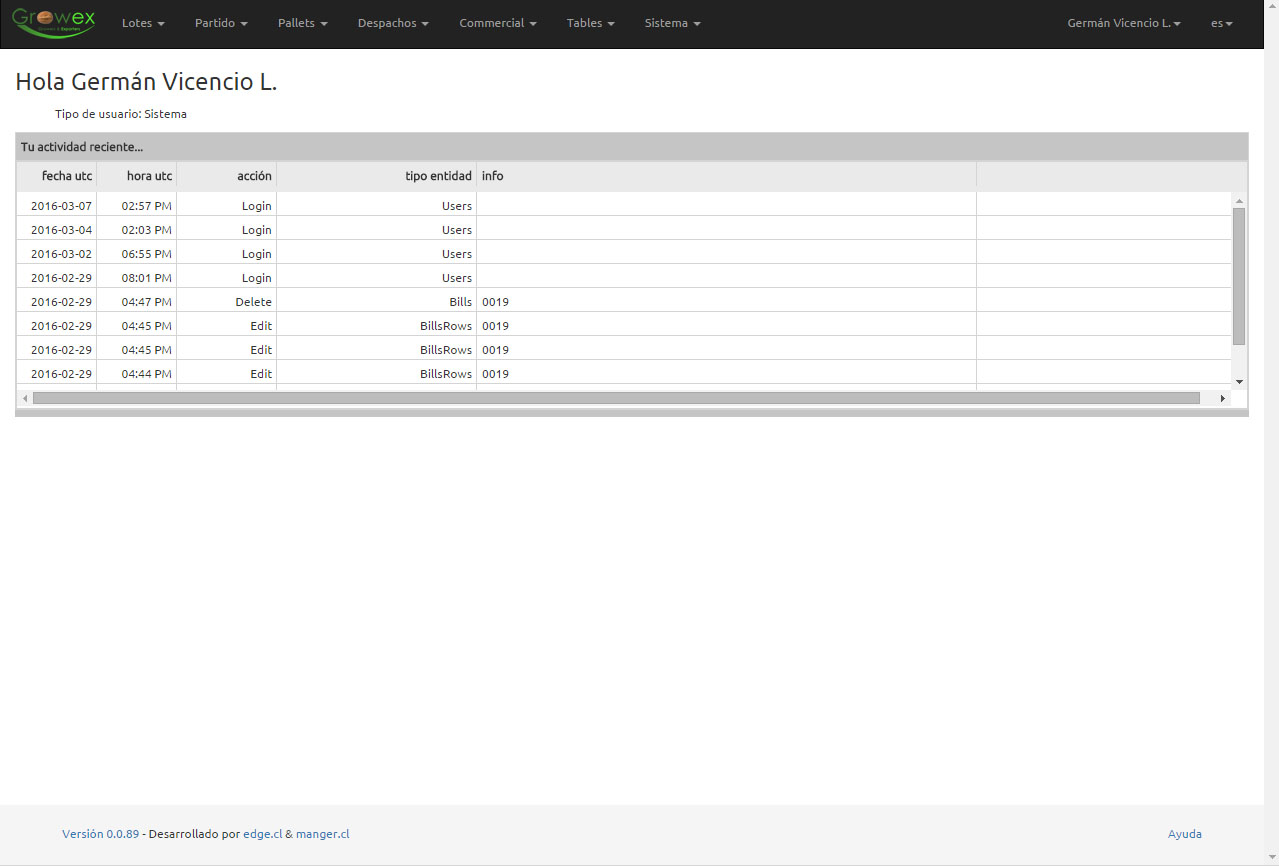 Growex
Lotes Partido Pallets Despachos Commercial Tables Sistema Germán Vicencio L. es
Hola Germán Vicencio L.
Tipo de usuario: Sistema
Tu actividad reciente...
fecha utc hora utc acción tipo entidad info
2016-03-07 02:57 PM Login Users
2016-03-04 02:03 PM Login Users
2016-03-02 06:55 PM Login Users
2016-02-29 08:01 PM Login Users
2016-02-29 04:47 PM Delete Bills 0019
2016-02-29 04:45 PM Edit BillsRows 0019
2016-02-29 04:45 PM Edit BillsRows 0019
2016-02-29 04:44 PM Edit BillsRows 0019
Versión 0.0.89 - Desarrollado por edge.cl & manger.cl Ayuda